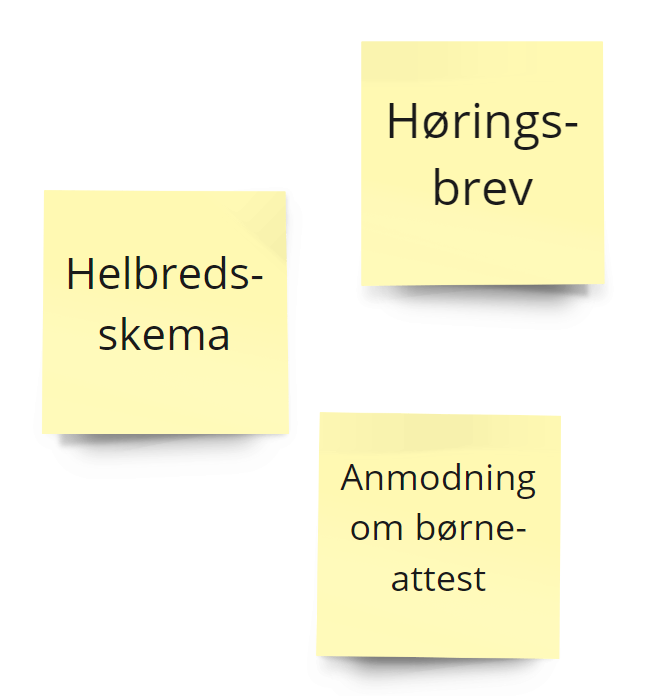 Hørings-
brev
Helbreds-
skema
Anmodning
om børne-
attest